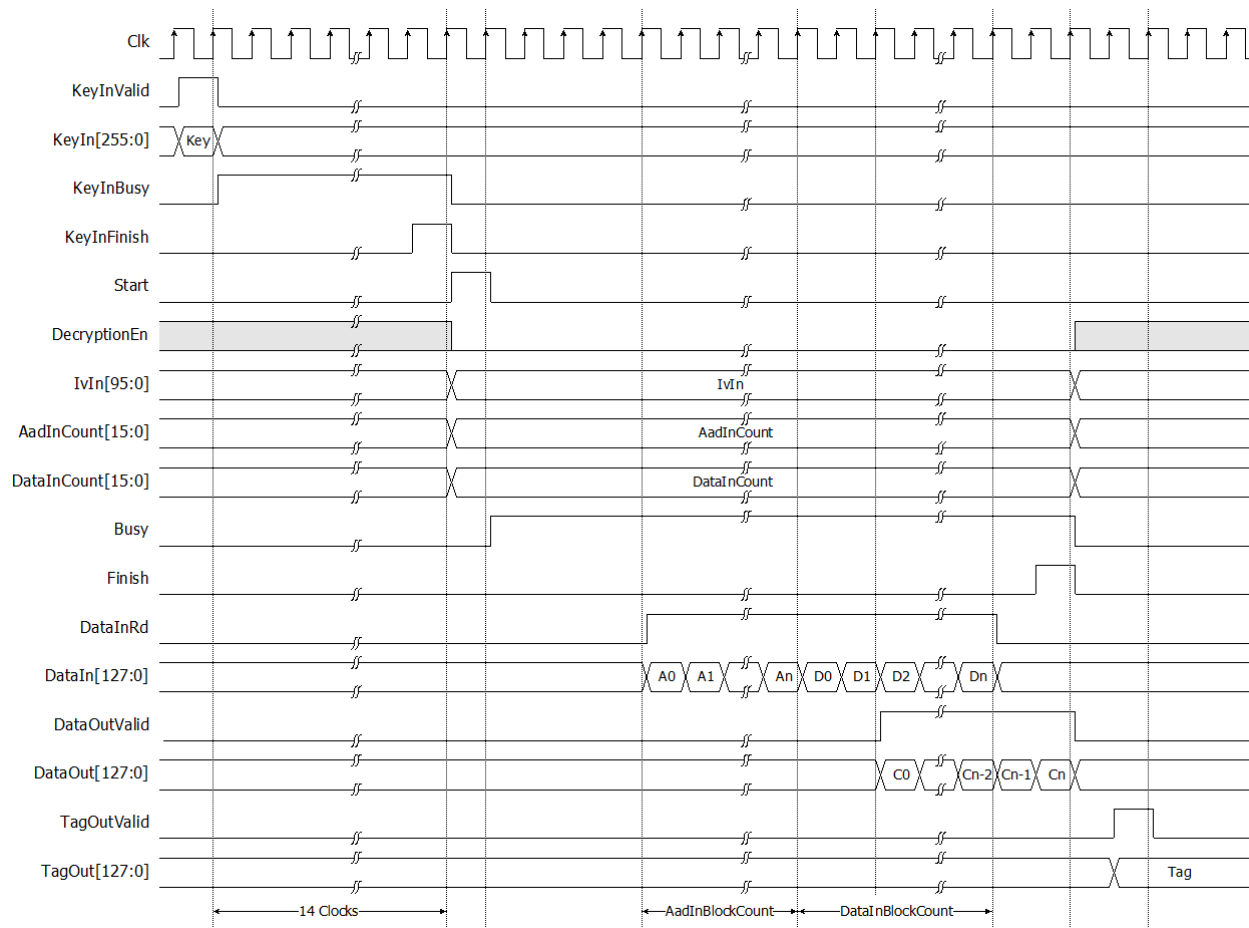 Clk
KeyInValid
KeyIn[255:0]
Key
KeyInBusy
KeyInFinish
Start
DecryptionEn
IvIn[95:0]
IvIn
AadInCount[15:0]
AadInCount
DataInCount[15:0]
DataInCount
Busy
Finish
DataInRd
DataIn[127:0]
A0 A1 An D0 D1 D2 Dn
DataOutValid
DataOut[127:0]
C0 Cn-2 Cn-1 Cn
TagOutValid
TagOut[127:0]
Tag
14 Clocks AadInBlockCount DataInBlockCount